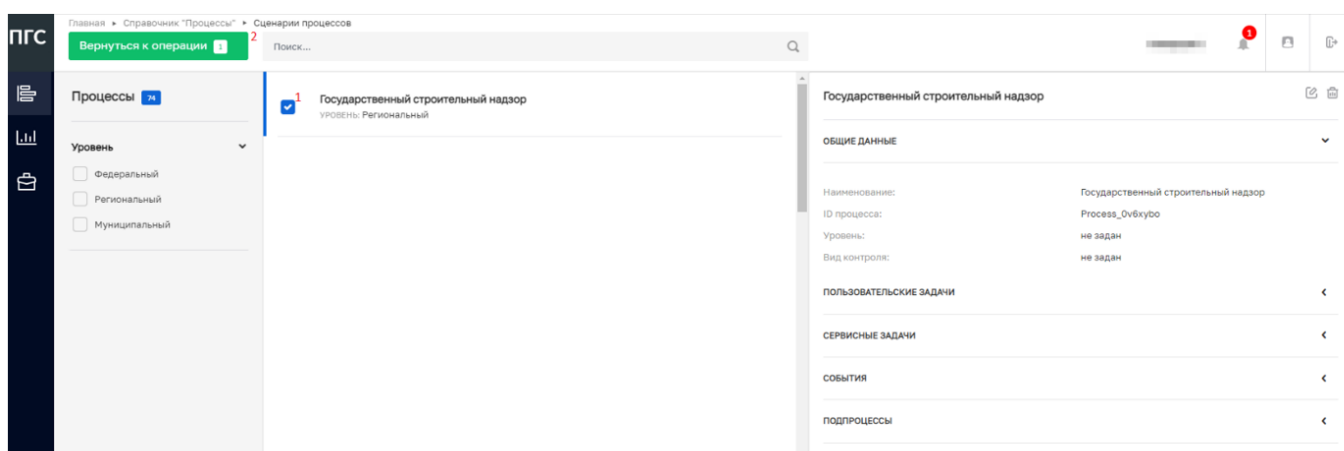 ПГС
Главная ▸ Справочник "Процессы" ▸ Сценарии процессов
Вернуться к операции 1
2
Поиск...
1
Процессы 74
Уровень
Федеральный
Региональный
Муниципальный
1
Государственный строительный надзор
УРОВЕНЬ: Региональный
Государственный строительный надзор
ОБЩИЕ ДАННЫЕ
Наименование: Государственный строительный надзор
ID процесса: Process_0v6xybo
Уровень: не задан
Вид контроля: не задан
ПОЛЬЗОВАТЕЛЬСКИЕ ЗАДАЧИ
СЕРВИСНЫЕ ЗАДАЧИ
СОБЫТИЯ
ПОДПРОЦЕССЫ